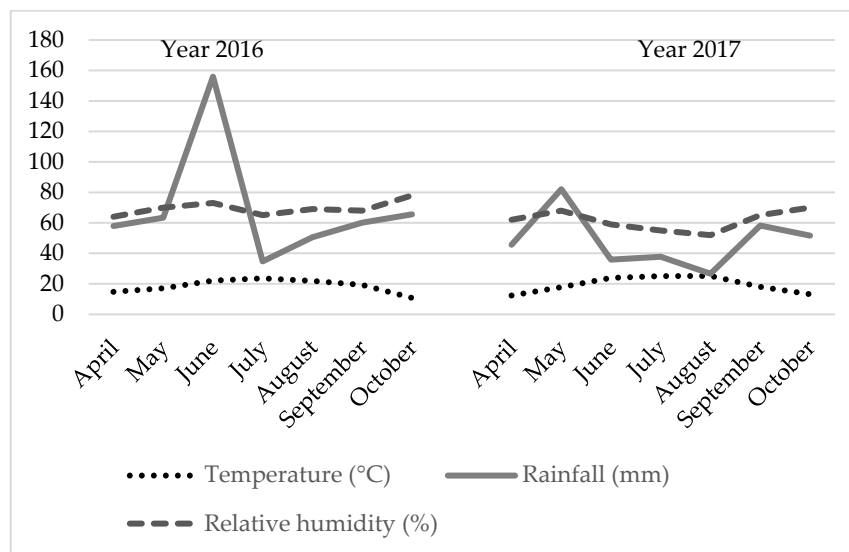 180
160
140
120
100
80
60
40
20
0
Year 2016
Year 2017
April
May
June
July
August
September
October
April
May
June
July
August
September
October
Temperature (°C)
Rainfall (mm)
Relative humidity (%)